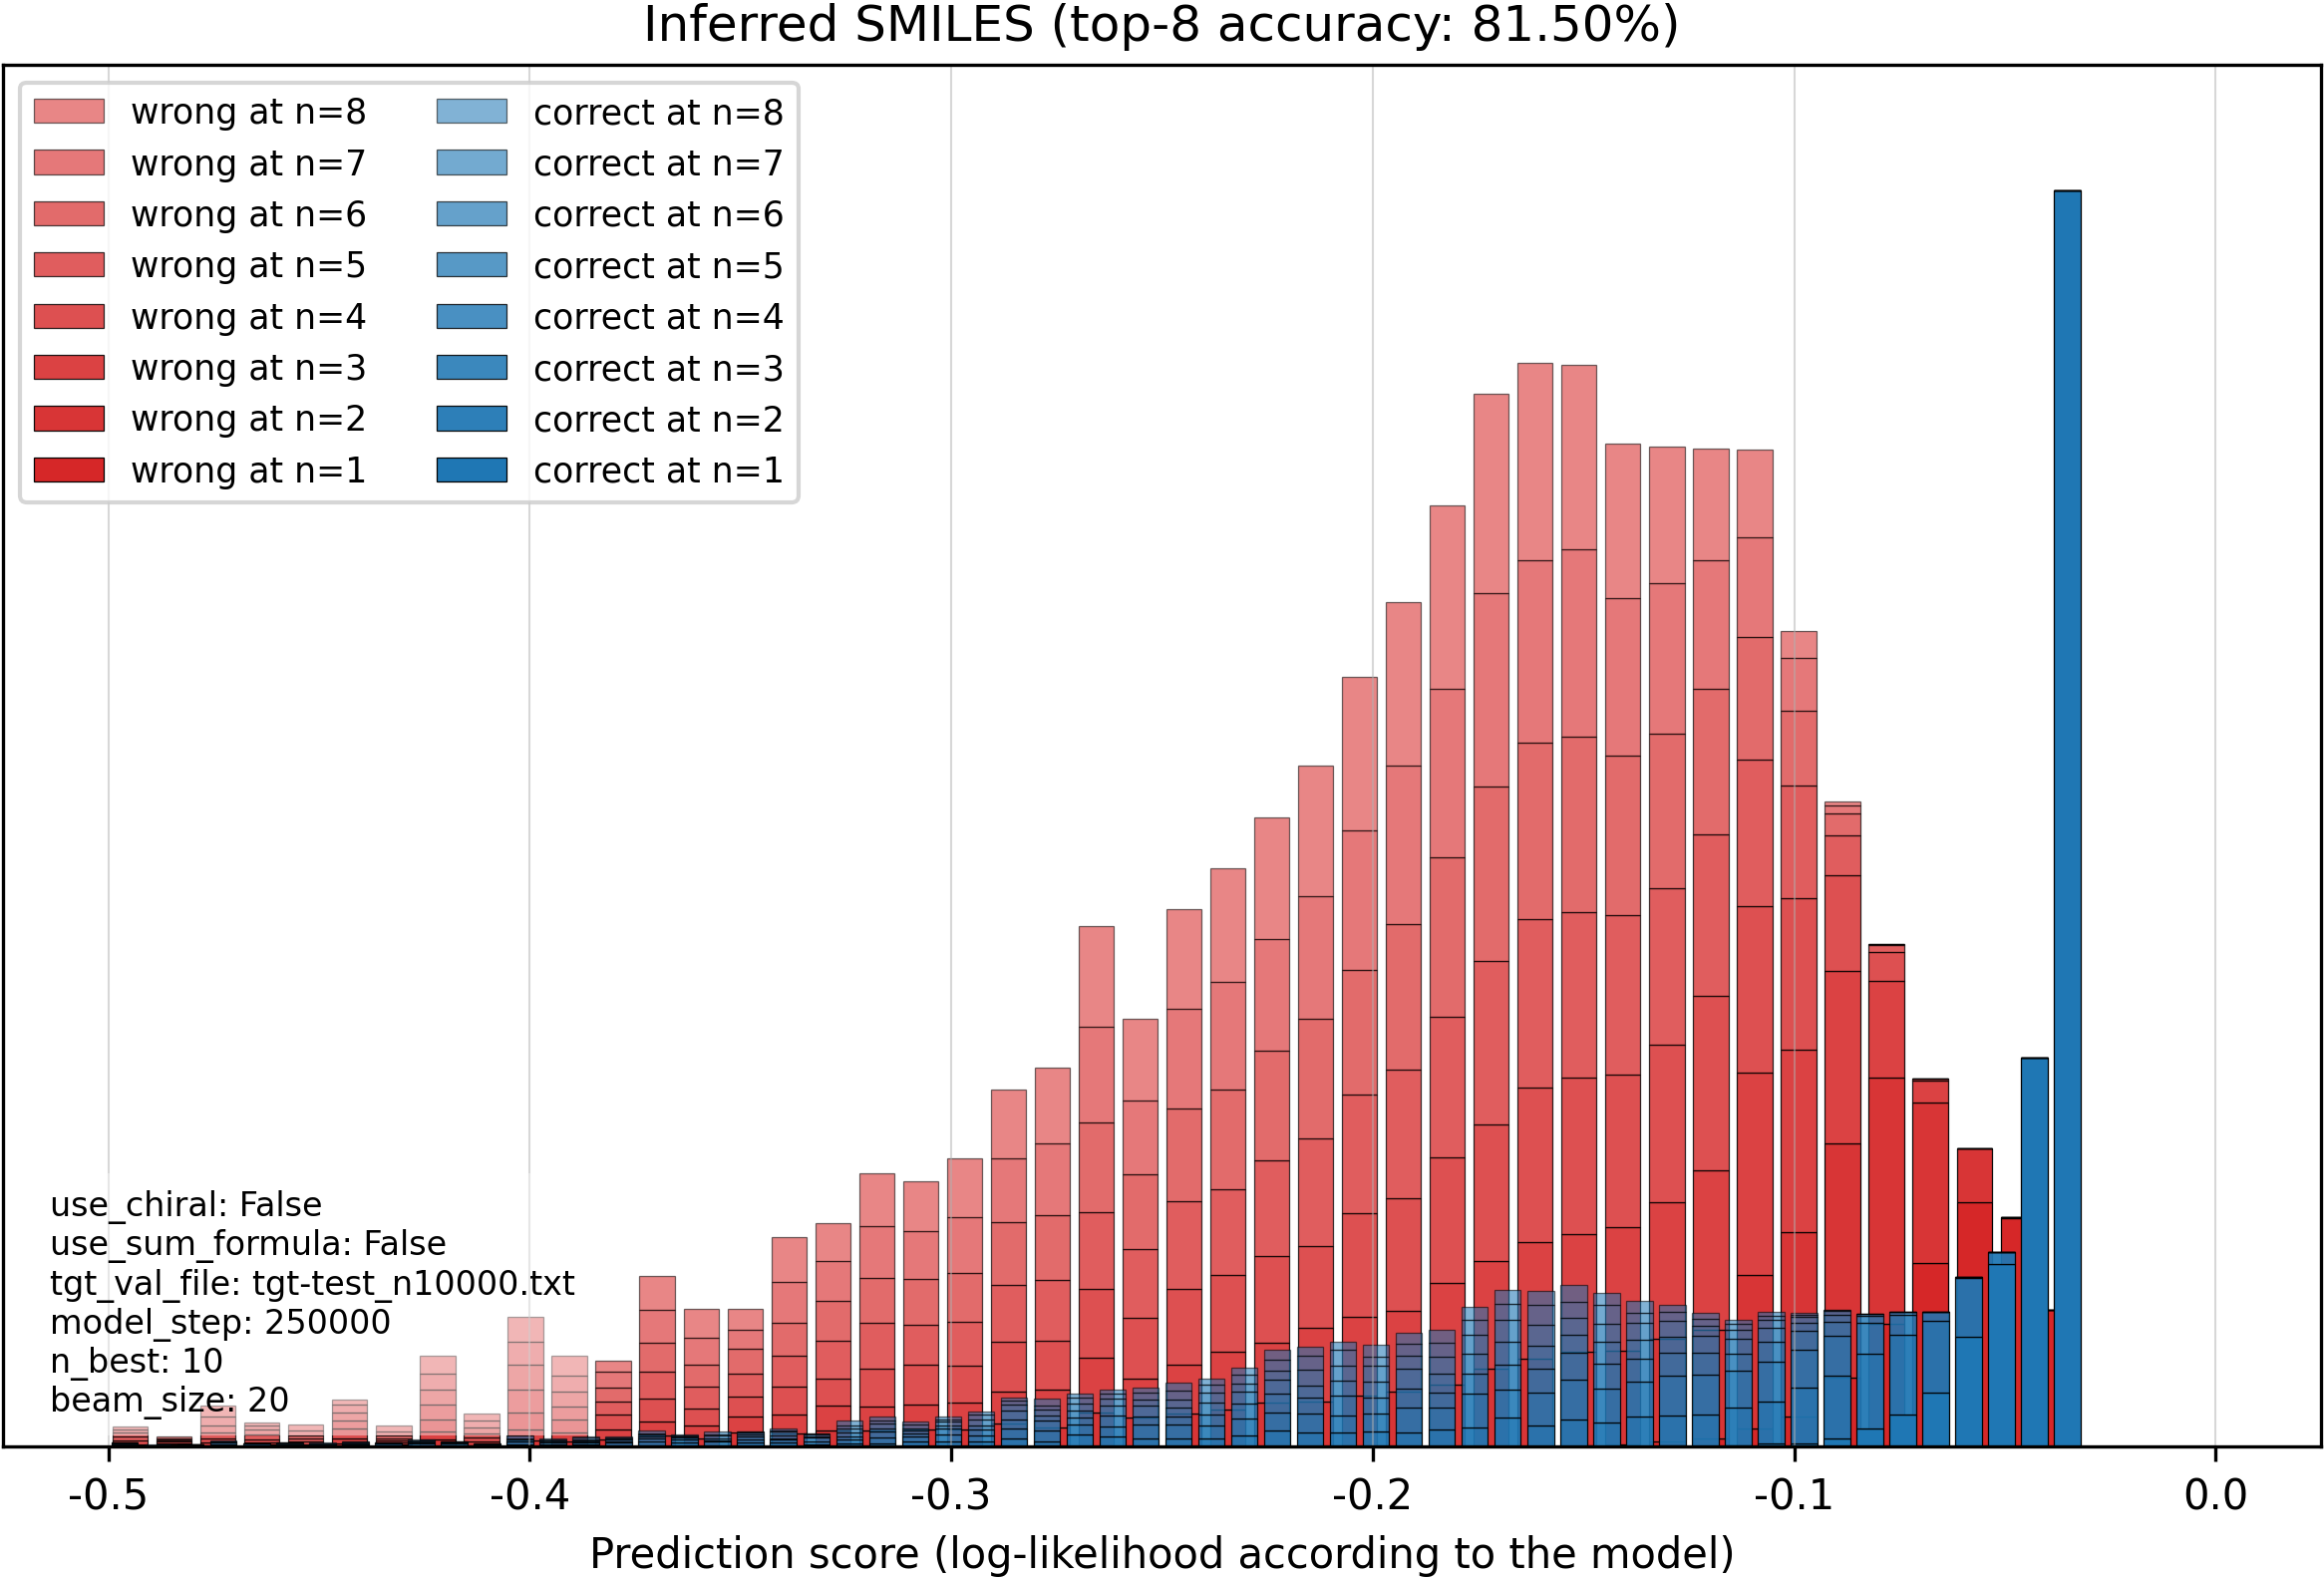 Inferred SMILES (top-8 accuracy: 81.50%)
wrong at n=8
wrong at n=7
wrong at n=6
wrong at n=5
wrong at n=4
wrong at n=3
wrong at n=2
wrong at n=1
correct at n=8
correct at n=7
correct at n=6
correct at n=5
correct at n=4
correct at n=3
correct at n=2
correct at n=1
use_chiral: False
use_sum_formula: False
tgt_val_file: tgt-test_n10000.txt
model_step: 250000
n_best: 10
beam_size: 20
-0.5 -0.4 -0.3 -0.2 -0.1 0.0
Prediction score (log-likelihood according to the model)